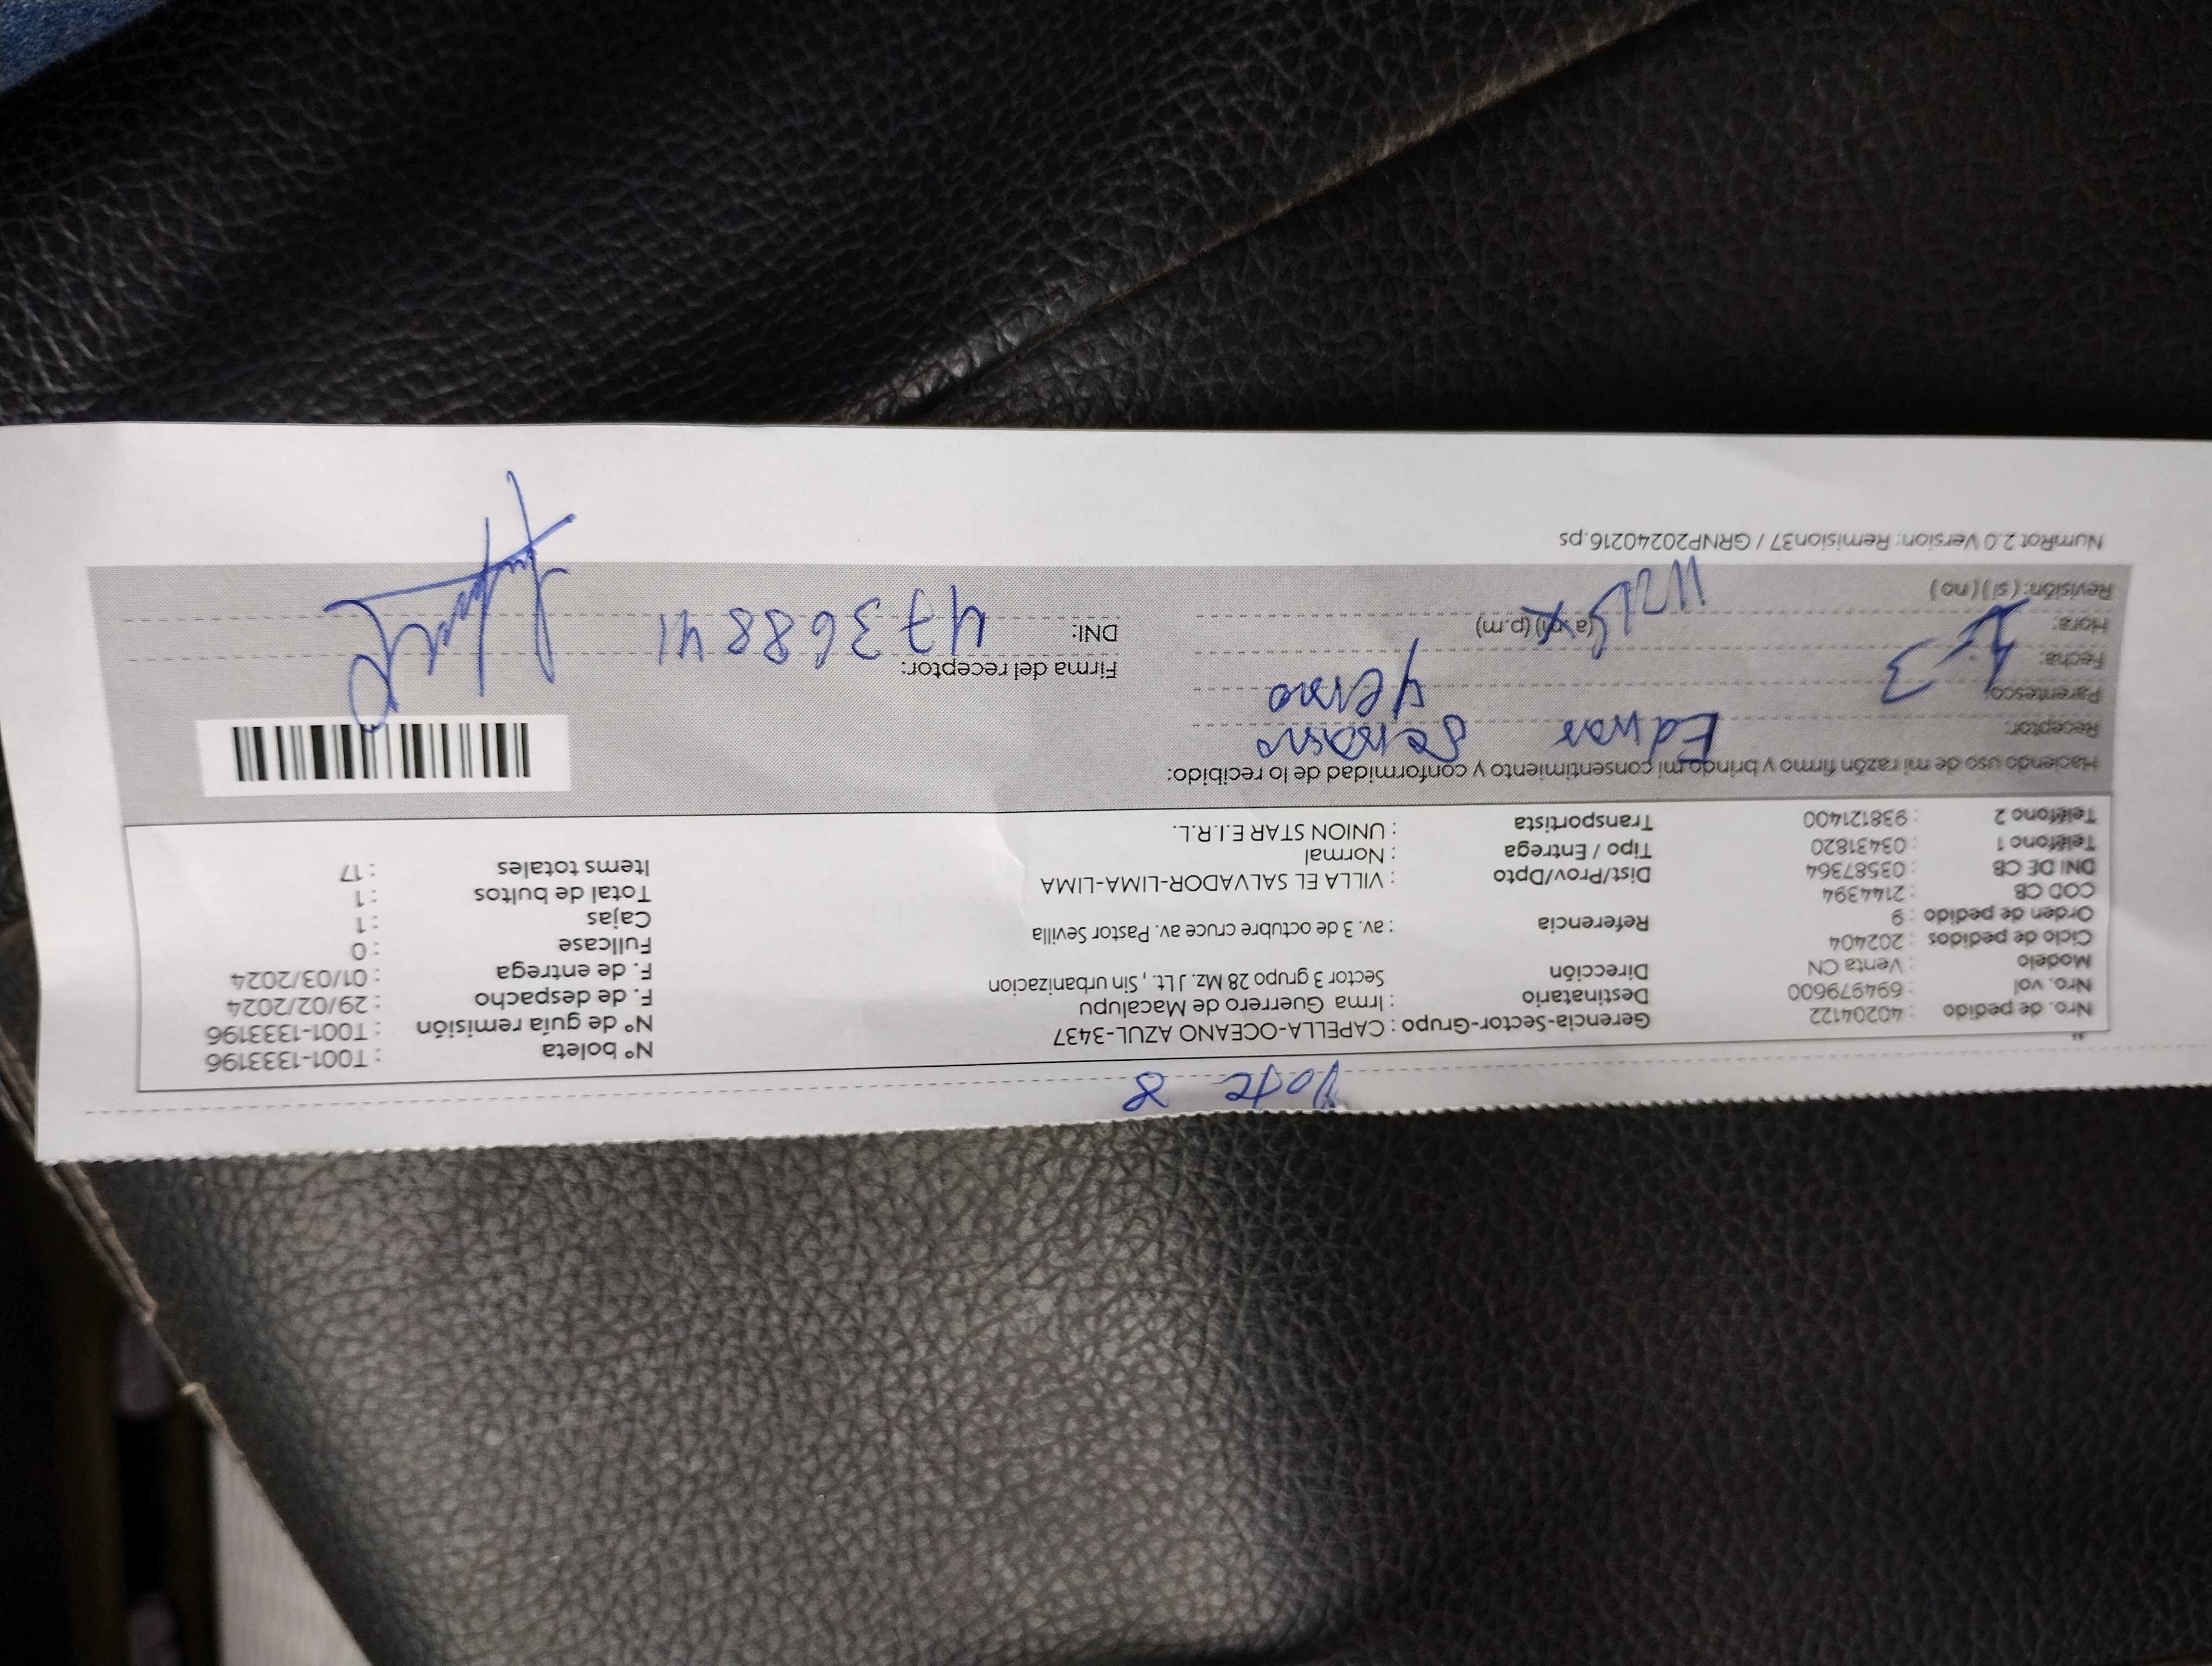 Lote 8
Nro. de pedido : 40204122 Gerencia-Sector-Grupo : CAPELLA-OCEANO AZUL-3437 N° boleta : T001-1333196
Nro. vol : 694979600 Destinatario : Irma Guerrero de Macalupu N° de guía remisión : T001-1333196
Modelo : Venta CN Dirección Sector 3 grupo 28 Mz. J Lt. , Sin urbanizacion F. de despacho : 29/02/2024
Ciclo de pedidos : 202404 F. de entrega : 01/03/2024
Orden de pedido : 9 Referencia : av. 3 de octubre cruce av. Pastor Sevilla Fullcase : 0
COD CB : 2144394 Cajas : 1
DNI DE CB : 03587364 Dist/Prov/Dpto : VILLA EL SALVADOR-LIMA-LIMA Total de bultos : 1
Teléfono 1 : 03431820 Tipo / Entrega : Normal Items totales : 17
Teléfono 2 : 938121400 Transportista : UNION STAR E.I.R.L.
Haciendo uso de mi razón firmo y brindo mi consentimiento y conformidad de lo recibido:
Receptor: Edwar
Parentesco: yerno
Fecha: 1 - 3 Firma del receptor:
Hora: (a.m) (p.m) DNI: 47368841
Revisión: (si) (no)
NumRot 2.0 Version: Remision37 / GRNP20240216.ps